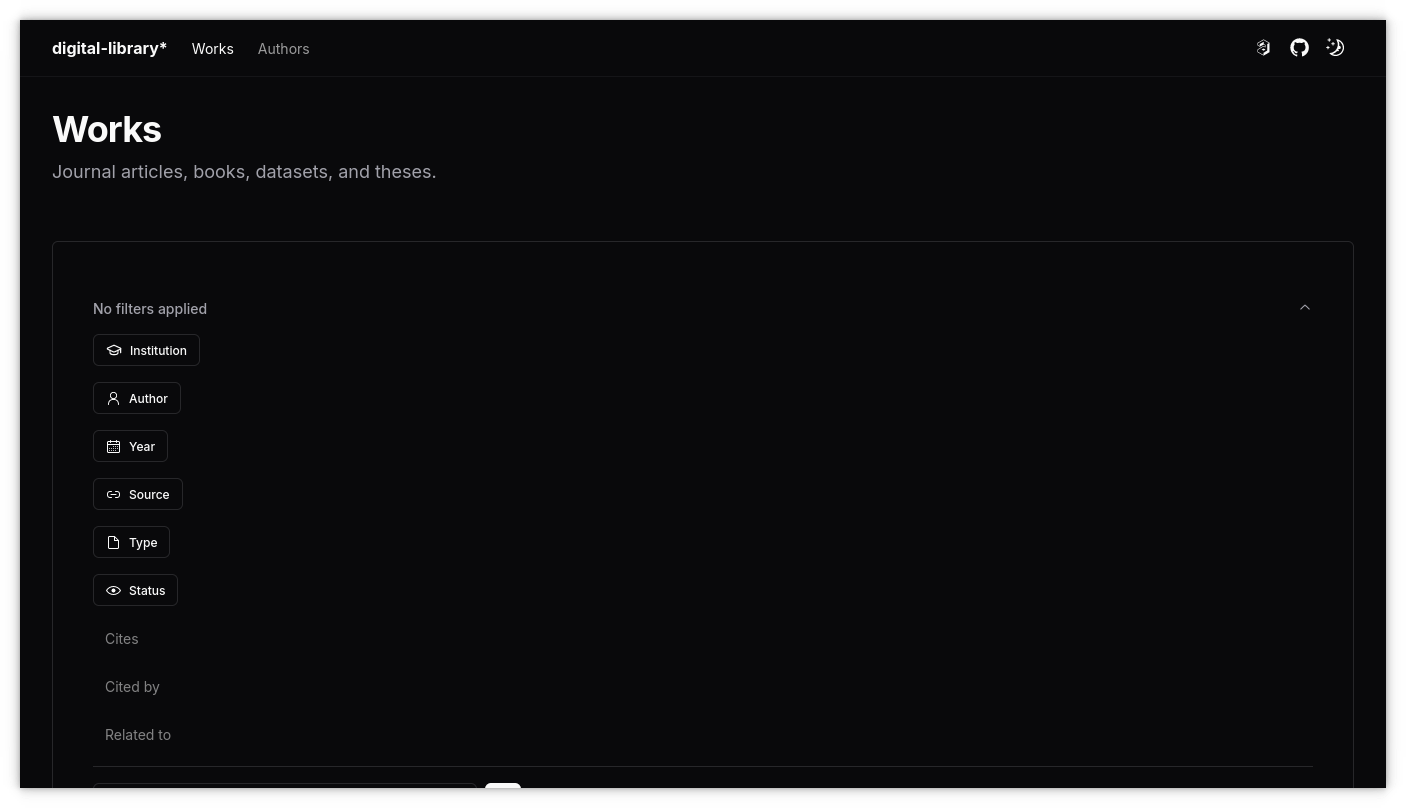 digital-library* Works Authors
Works
Journal articles, books, datasets, and theses.
No filters applied
Institution
Author
Year
Source
Type
Status
Cites
Cited by
Related to